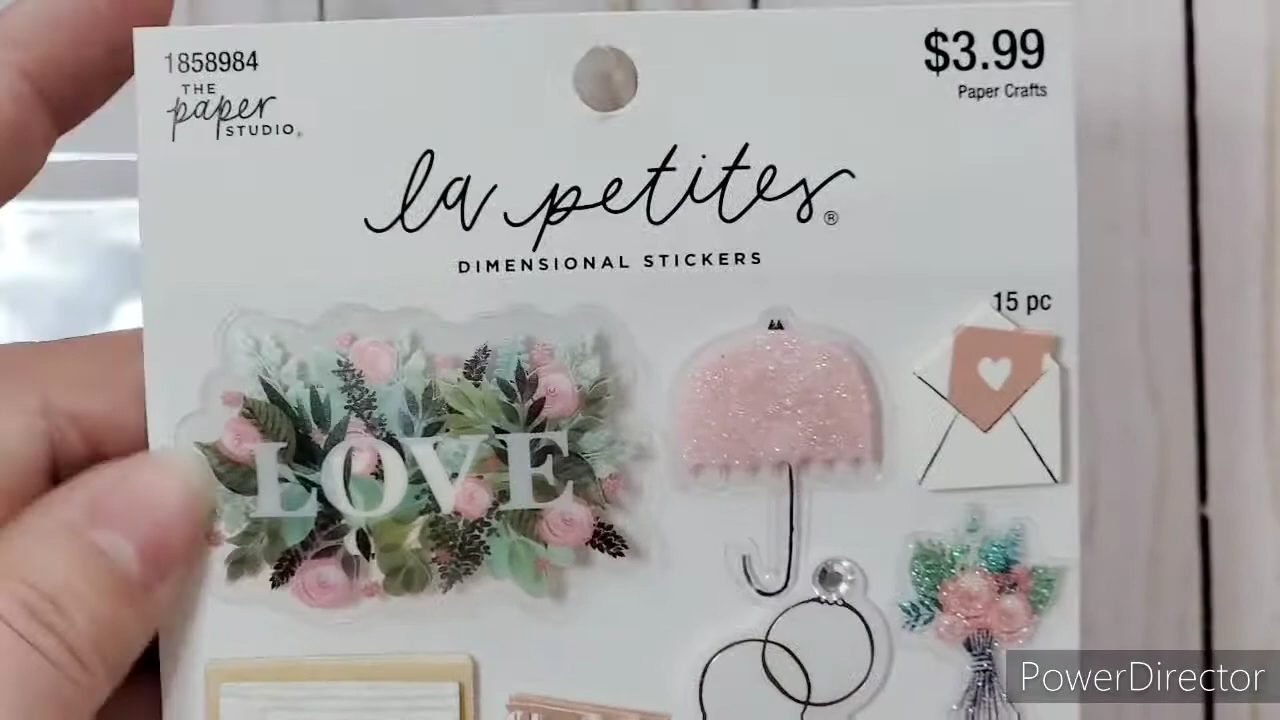 1858984
THE
paper
STUDIO®
$3.99
Paper Crafts
la petites®
DIMENSIONAL STICKERS
15 pc
LOVE
PowerDirector